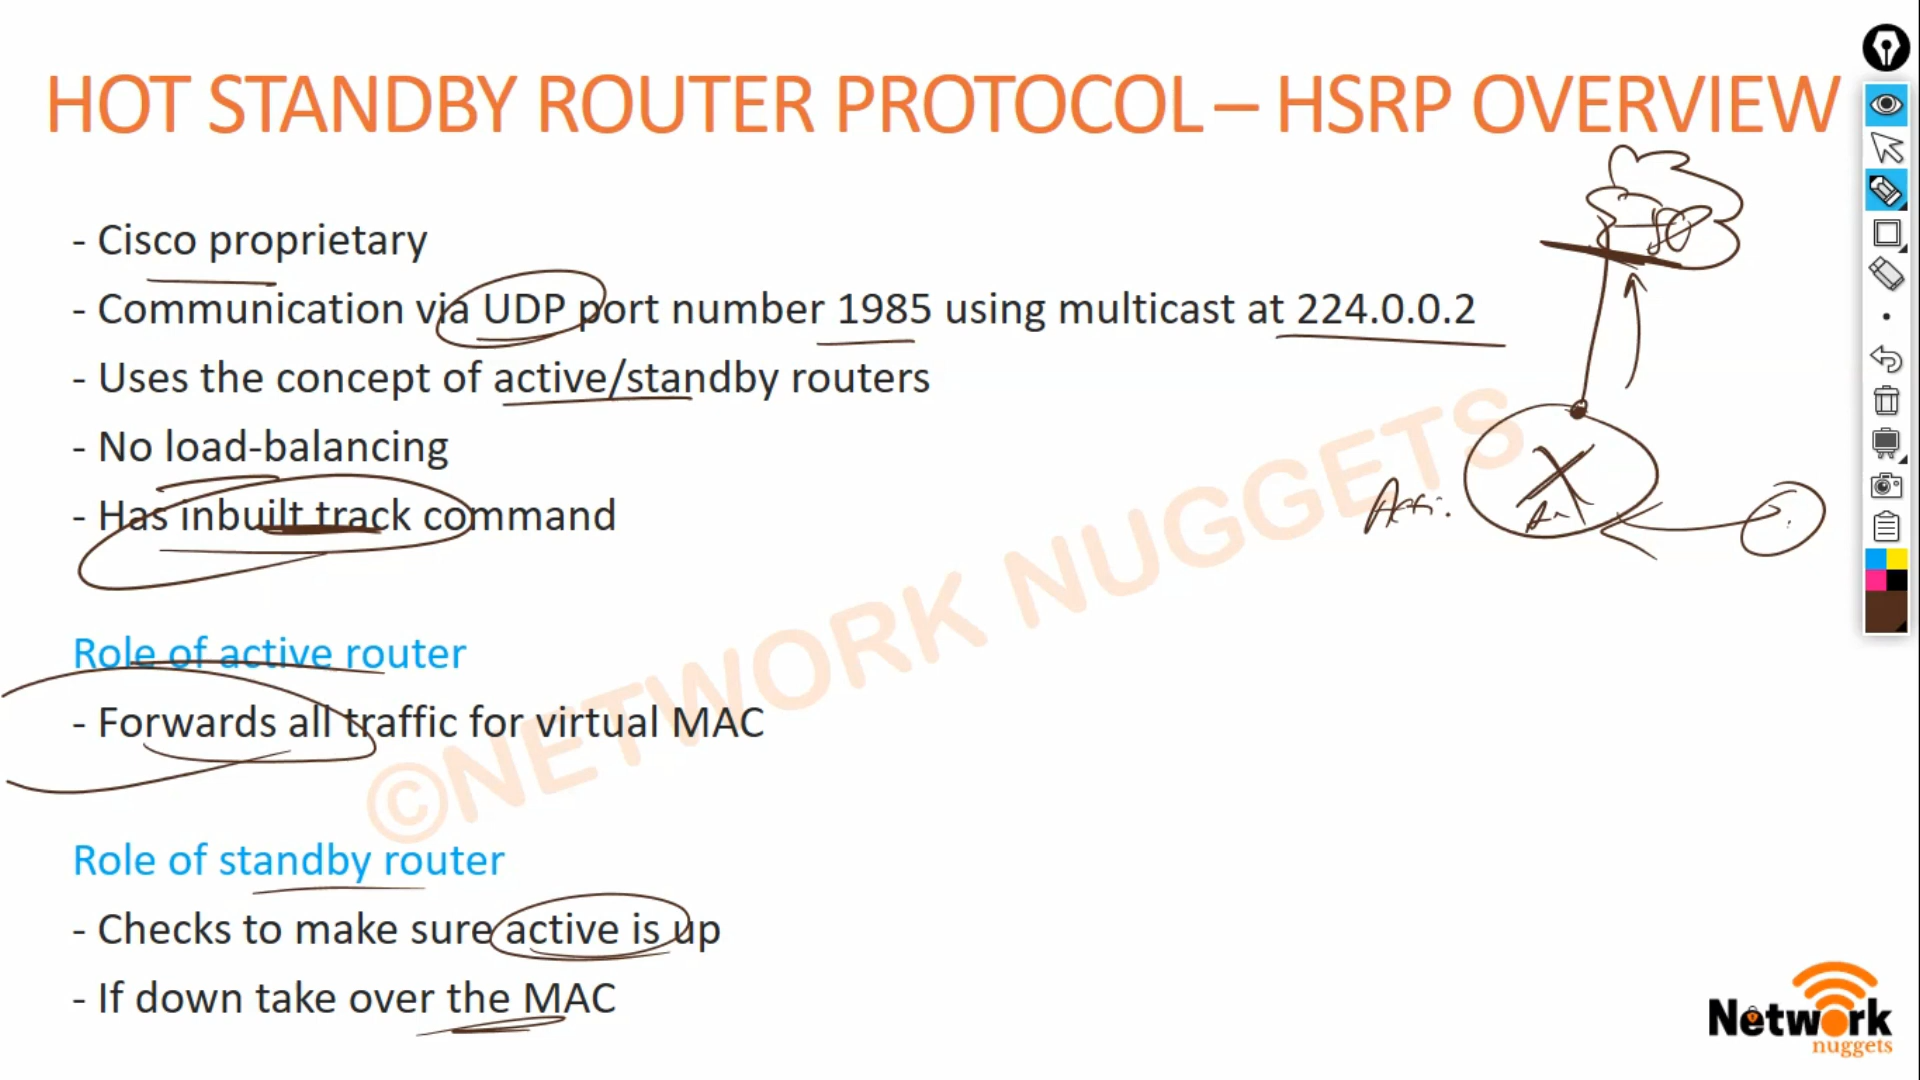 HOT STANDBY ROUTER PROTOCOL – HSRP OVERVIEW
- Cisco proprietary
- Communication via UDP port number 1985 using multicast at 224.0.0.2
- Uses the concept of active/standby routers
- No load-balancing
- Has inbuilt track command
Role of active router
- Forwards all traffic for virtual MAC
Role of standby router
- Checks to make sure active is up
- If down take over the MAC
©NETWORK NUGGETS
Network
nuggets